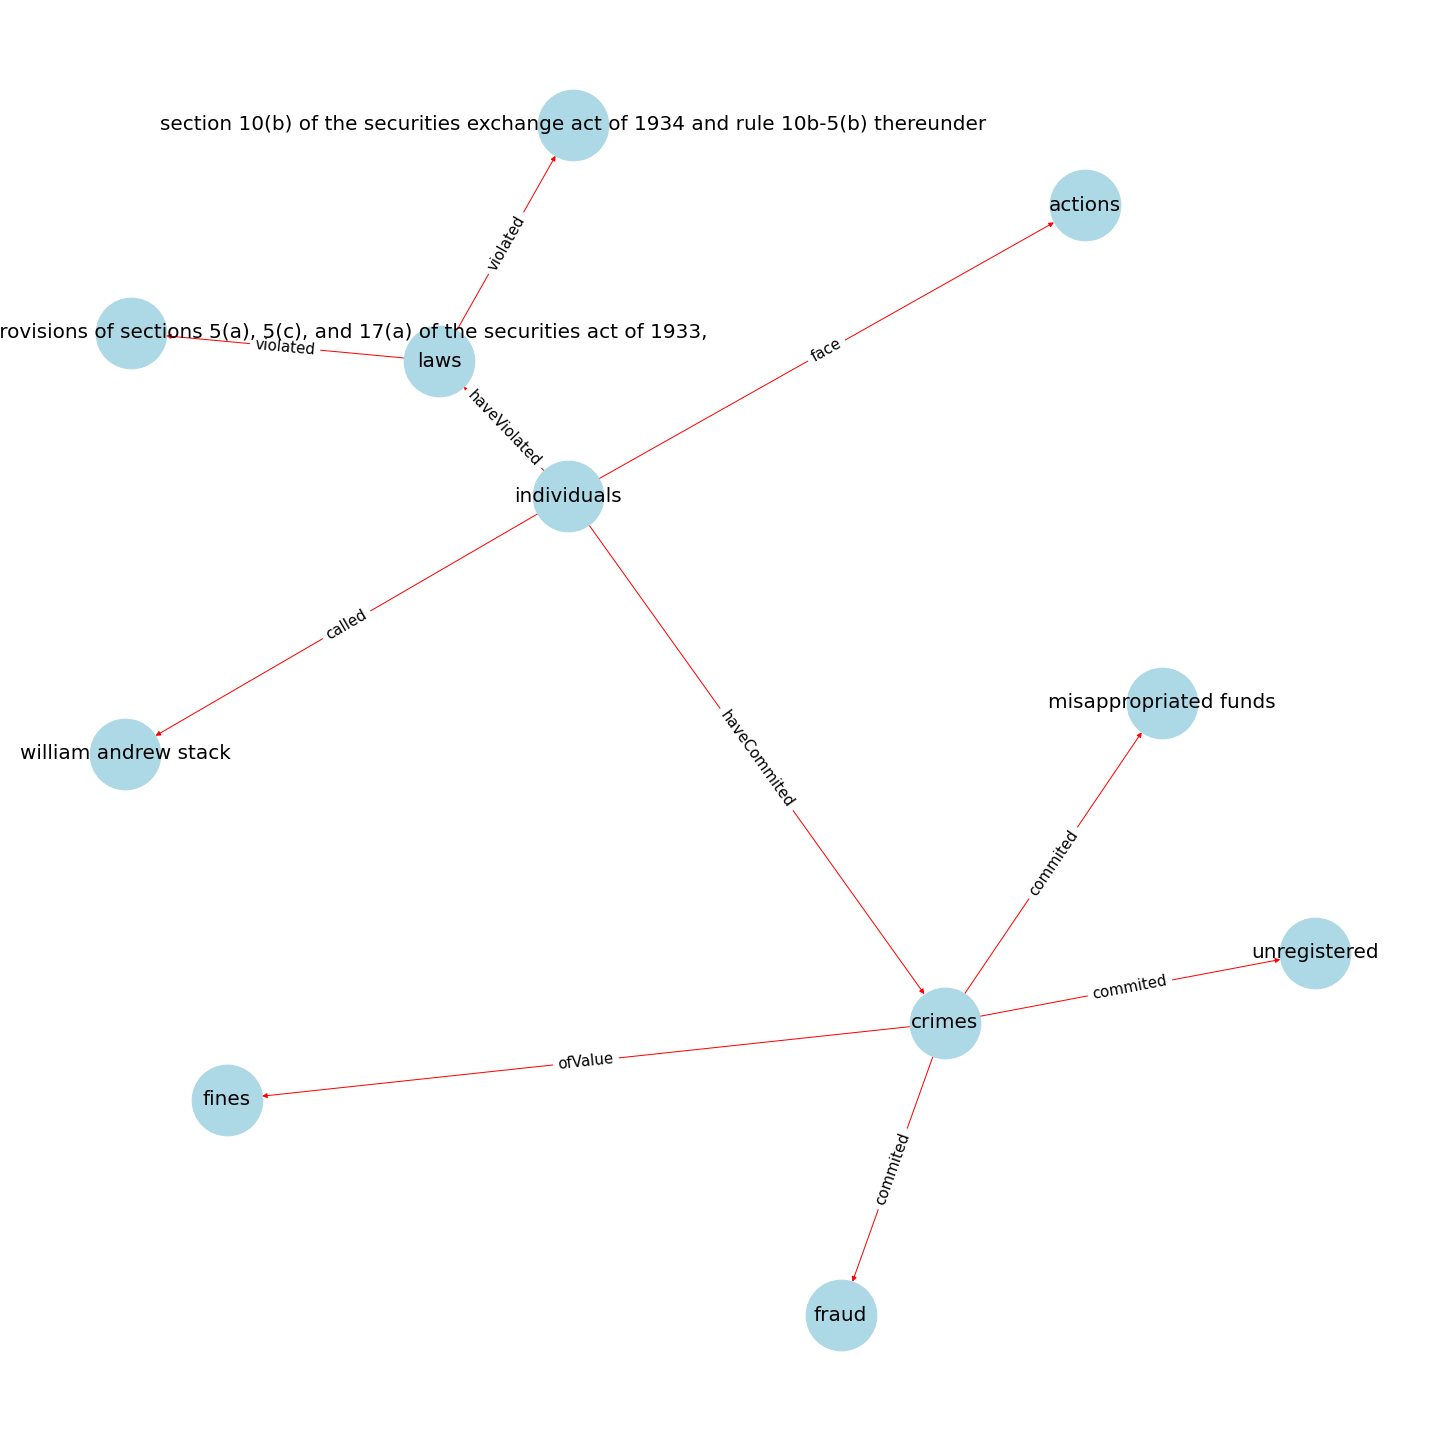 section 10(b) of the securities exchange act of 1934 and rule 10b-5(b) thereunder
actions
violated
of sections 5(a), 5(c), and 17(a) of the securities act of 1933,
violated
face
laws
haveViolated
individuals
called
misappropriated funds
william andrew stack
haveCommited
commited
unregistered
commited
crimes
ofValue
fines
commited
fraud